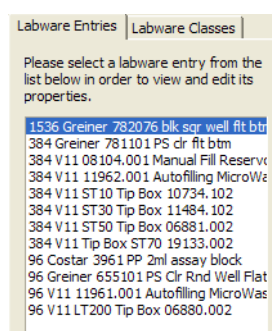 Labware Entries
Labware Classes
Please select a labware entry from the
list below in order to view and edit its
properties.
1536 Greiner 782076 blk sqr well flt btm
384 Greiner 781101 PS clr flt btm
384 V11 08104.001 Manual Fill Reservo
384 V11 11962.001 Autofilling MicroWa
384 V11 ST10 Tip Box 10734.102
384 V11 ST30 Tip Box 11484.102
384 V11 ST50 Tip Box 06881.002
384 V11 Tip Box ST70 19133.002
96 Costar 3961 PP 2ml assay block
96 Greiner 655101 PS Clr Rnd Well Flat
96 V11 11961.001 Autofilling MicroWas
96 V11 LT200 Tip Box 06880.002